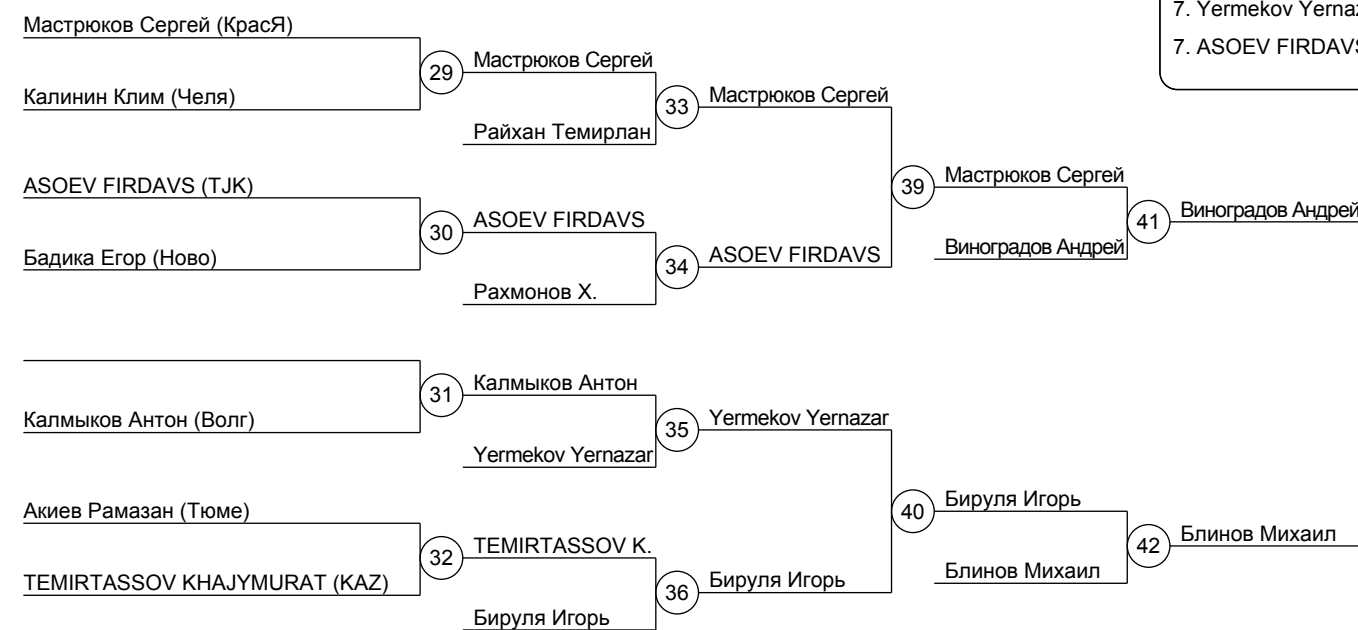 7. Yermekov Yernaz
7. ASOEV FIRDAVS
Мастрюков Сергей (КрасЯ)
Калинин Клим (Челя)
29
Мастрюков Сергей
Райхан Темирлан
33
Мастрюков Сергей
ASOEV FIRDAVS (TJK)
Бадика Егор (Ново)
30
ASOEV FIRDAVS
Рахмонов Х.
34
ASOEV FIRDAVS
39
Мастрюков Сергей
Виноградов Андрей
41
Виноградов Андрей
Калмыков Антон (Волг)
31
Калмыков Антон
Yermekov Yernazar
35
Yermekov Yernazar
Акиев Рамазан (Тюме)
TEMIRTASSOV KHAJYMURAT (KAZ)
32
TEMIRTASSOV K.
Бируля Игорь
36
Бируля Игорь
40
Бируля Игорь
Блинов Михаил
42
Блинов Михаил